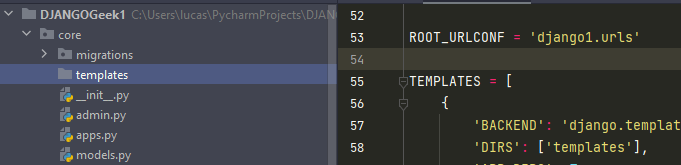 DJANGOGeek1 C:\Users\lucas\PycharmProjects\DJAN
core
migrations
templates
__init__.py
admin.py
apps.py
models.py
52
53 ROOT_URLCONF = 'django1.urls'
54
55 TEMPLATES = [
56 {
57 'BACKEND': 'django.templat
58 'DIRS': ['templates'],